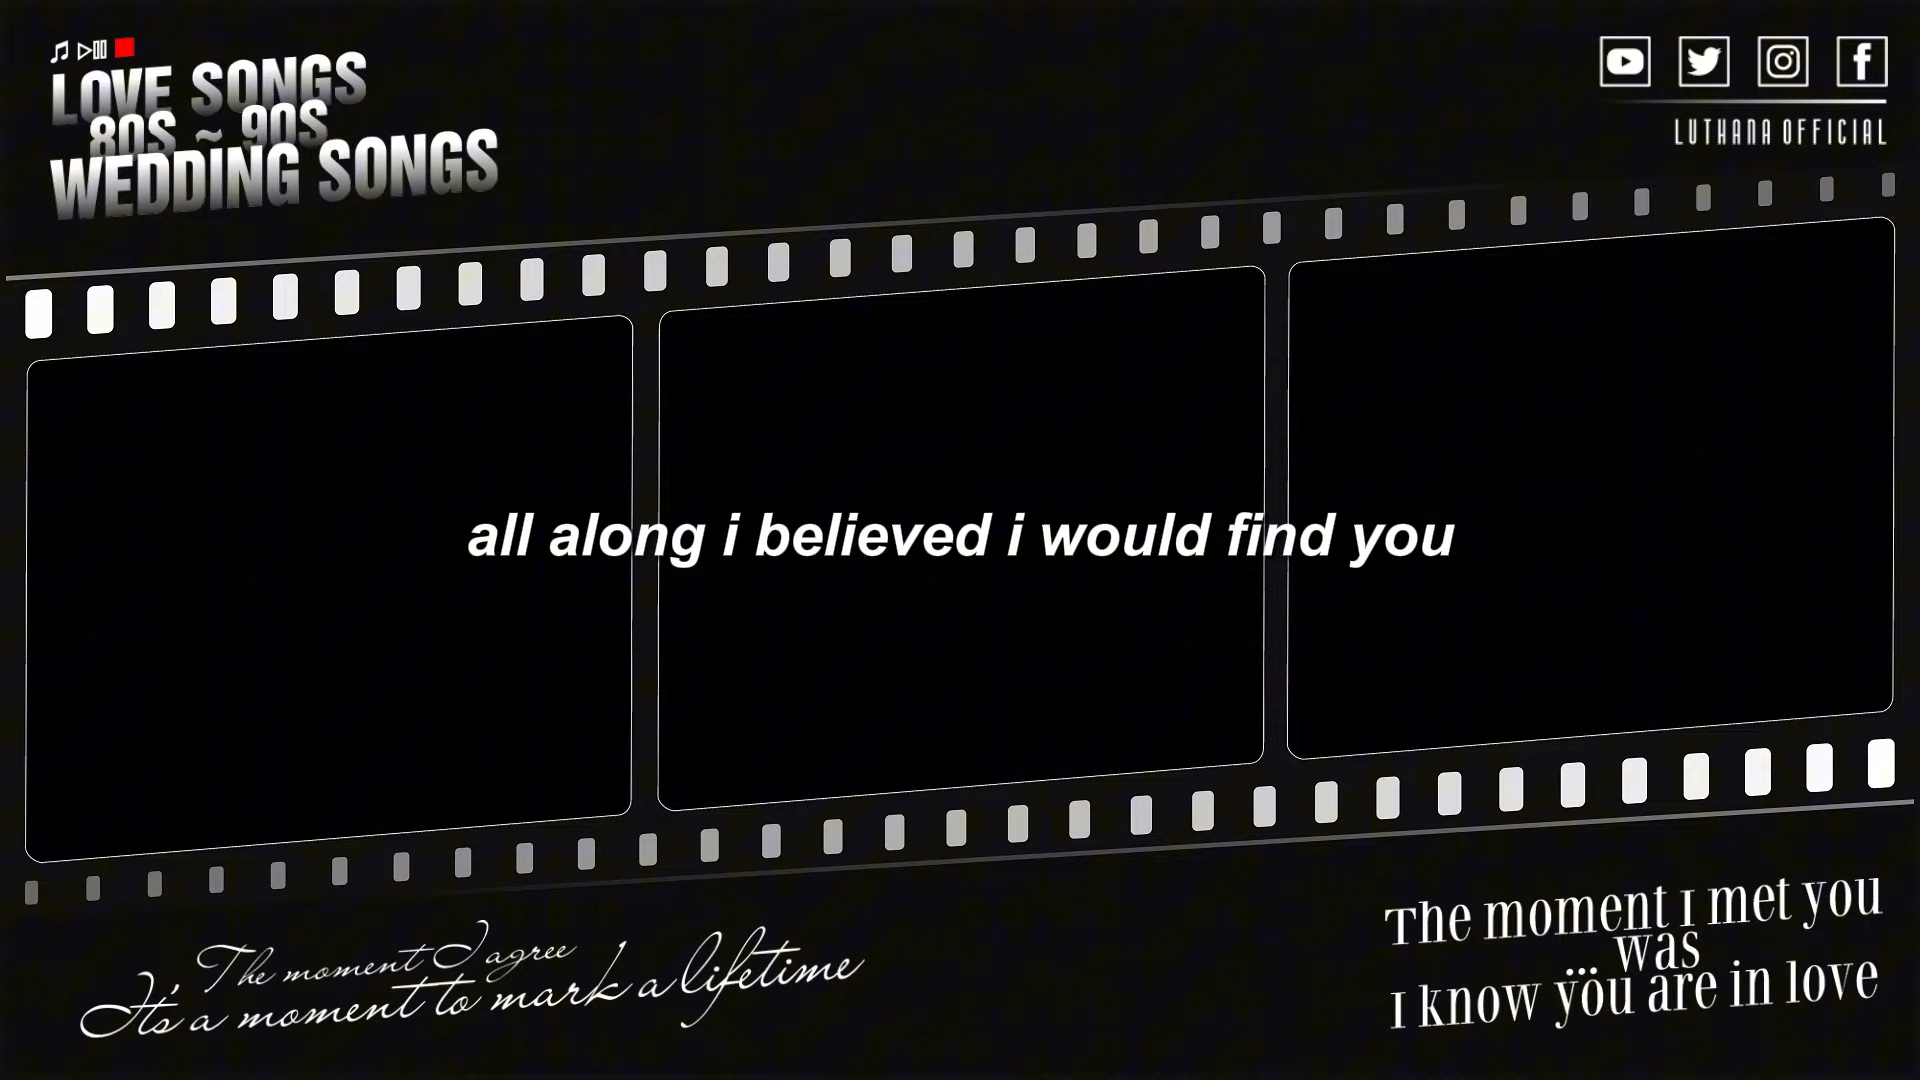 LOVE SONGS
80S ~ 90S
WEDDING SONGS
LUTHANA OFFICIAL
all along i believed i would find you
The moment I agree
It's a moment to mark a lifetime
The moment I met you
was
I know yöu are in love